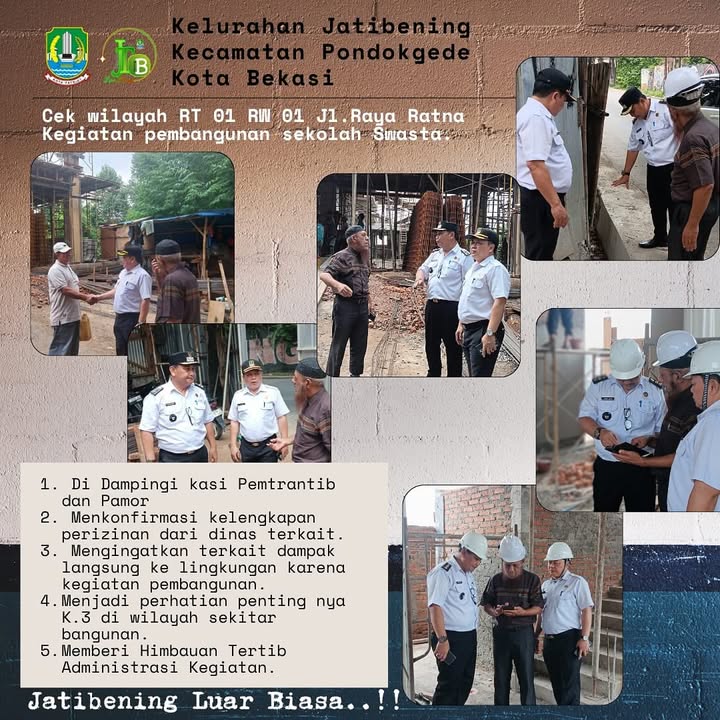 Kelurahan Jatibening
Kecamatan Pondokgede
Kota Bekasi
B
Cek wilayah RT 01 RW 01 Jl.Raya Ratna
Kegiatan pembangunan sekolah Swasta.
1. Di Dampingi kasi Pemtrantib
dan Pamor
2. Menkonfirmasi kelengkapan
perizinan dari dinas terkait.
3. Mengingatkan terkait dampak
langsung ke lingkungan karena
kegiatan pembangunan.
4.Menjadi perhatian penting nya
K.3 di wilayah sekitar
bangunan.
5.Memberi Himbauan Tertib
Administrasi Kegiatan.
Jatibening Luar Biasa..!!